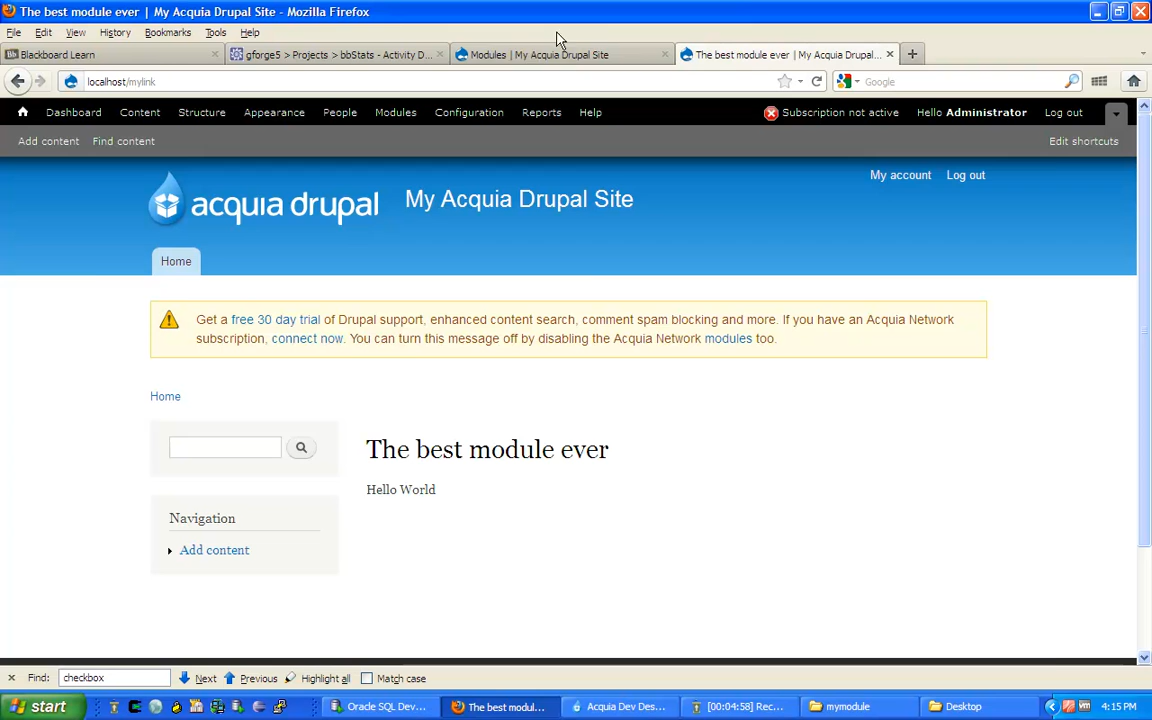 The best module ever | My Acquia Drupal Site - Mozilla Firefox
File Edit View History Bookmarks Tools Help
Blackboard Learn
gforge5 > Projects > bbStats - Activity D...
Modules | My Acquia Drupal Site
The best module ever | My Acquia Drupal...
localhost/mylink
Google
Dashboard Content Structure Appearance People Modules Configuration Reports Help
Subscription not active
Hello Administrator
Log out
Add content Find content
Edit shortcuts
My account Log out
acquia drupal
My Acquia Drupal Site
Home
Get a free 30 day trial of Drupal support, enhanced content search, comment spam blocking and more. If you have an Acquia Network
subscription, connect now. You can turn this message off by disabling the Acquia Network modules too.
Home
The best module ever
Hello World
Navigation
Add content
Find: checkbox Next Previous Highlight all Match case
start
Oracle SQL Dev...
The best modul...
Acquia Dev Des...
[00:04:58] Rec...
mymodule
Desktop
4:15 PM